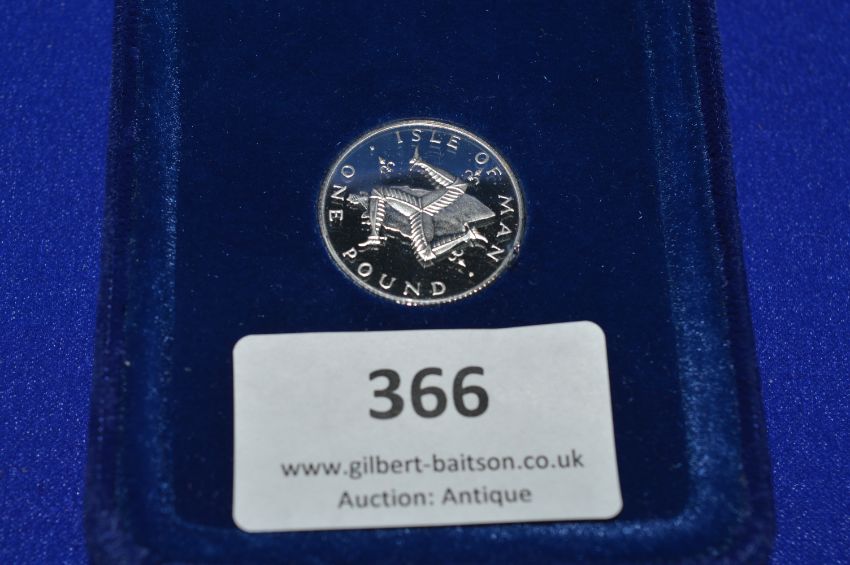 ISLE OF MAN
ONE POUND
366
www.gilbert-baitson.co.uk
Auction: Antique